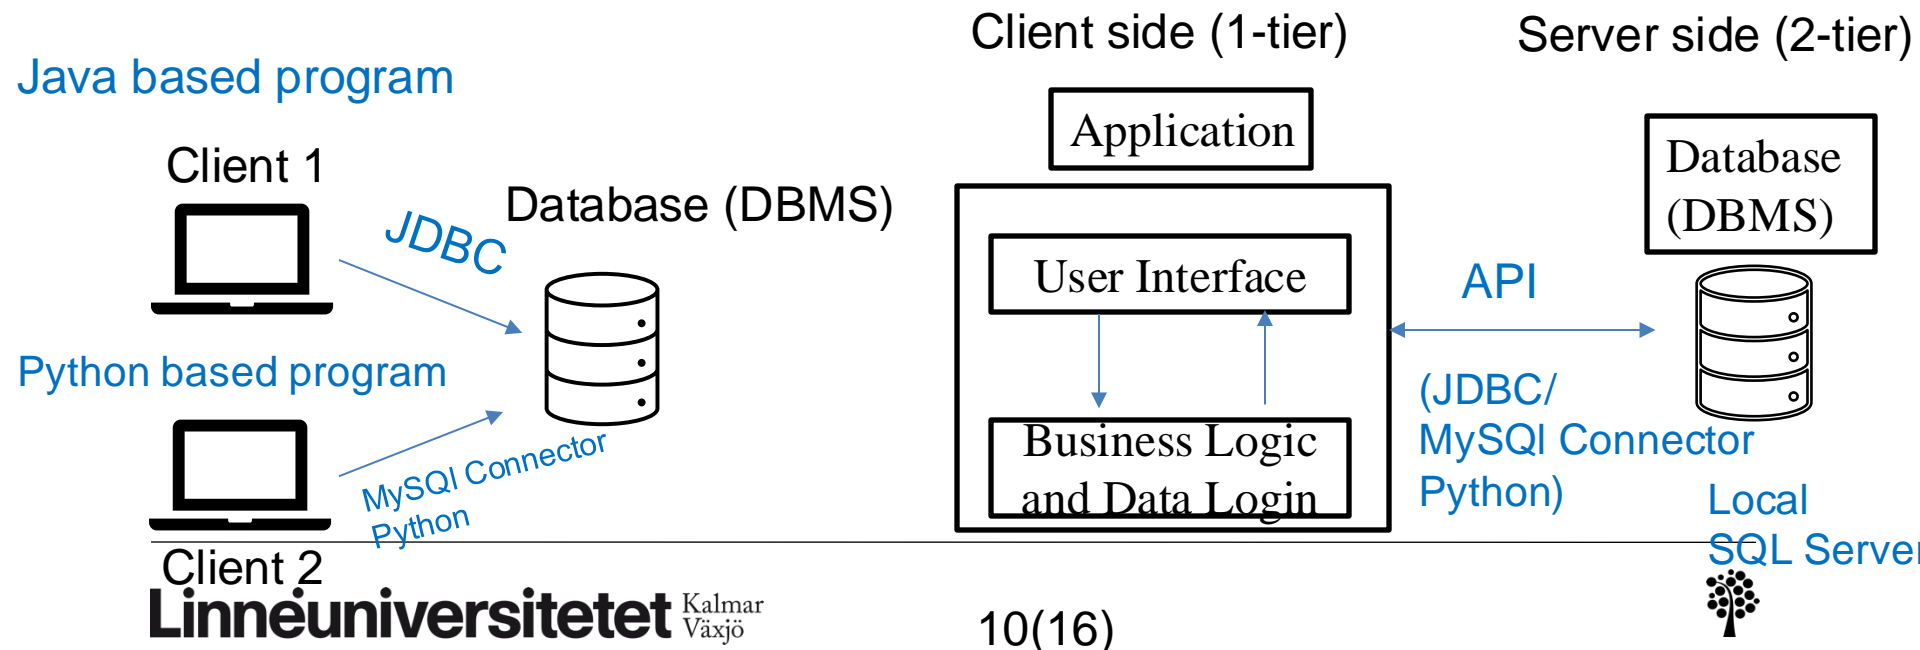 Client side (1-tier)
Server side (2-tier)
Java based program
Client 1
JDBC
Database (DBMS)
Python based program
MySQl Connector
Python
Client 2
Application
User Interface
Business Logic
and Data Login
API
(JDBC/
MySQl Connector
Python)
Database
(DBMS)
Local
SQL Server
Linnéuniversitetet
Kalmar
Växjö
10(16)